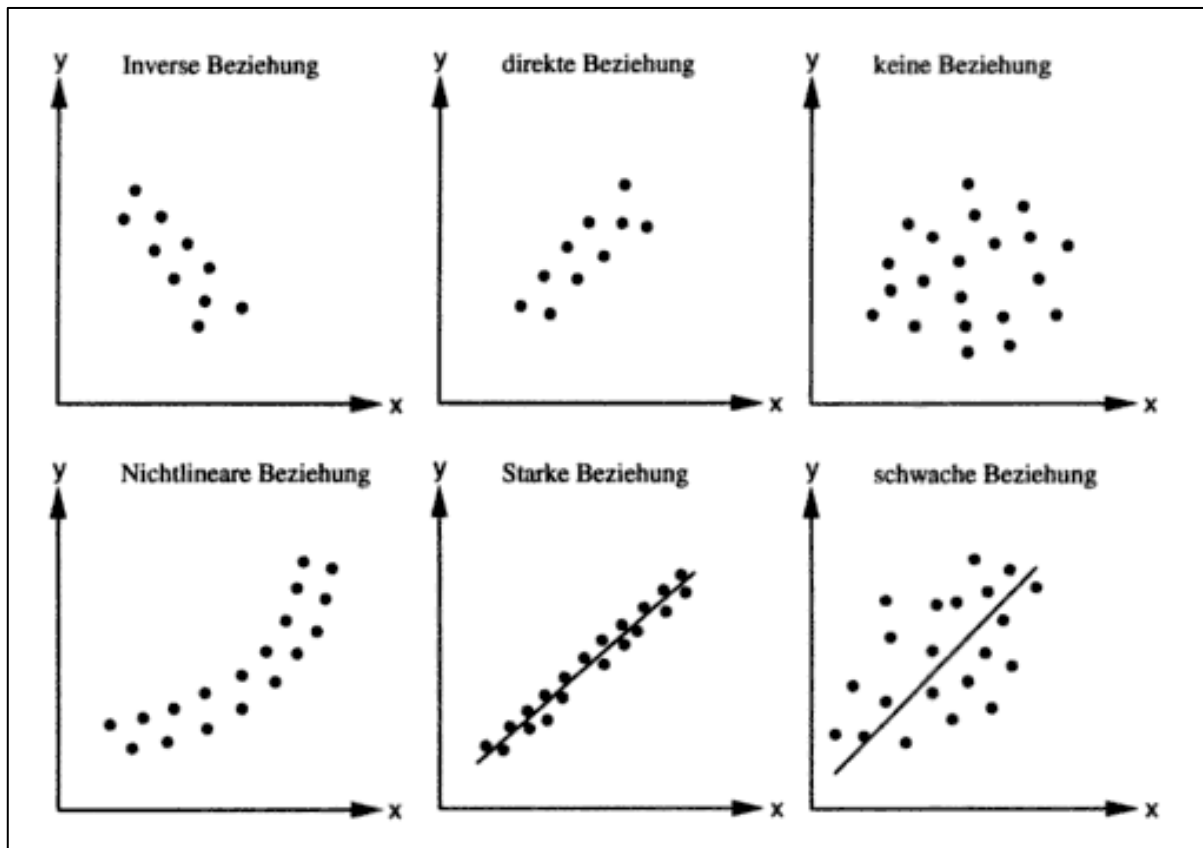 Inverse Beziehung
y
x
direkte Beziehung
y
x
keine Beziehung
y
x
Nichtlineare Beziehung
y
x
Starke Beziehung
y
x
schwache Beziehung
y
x